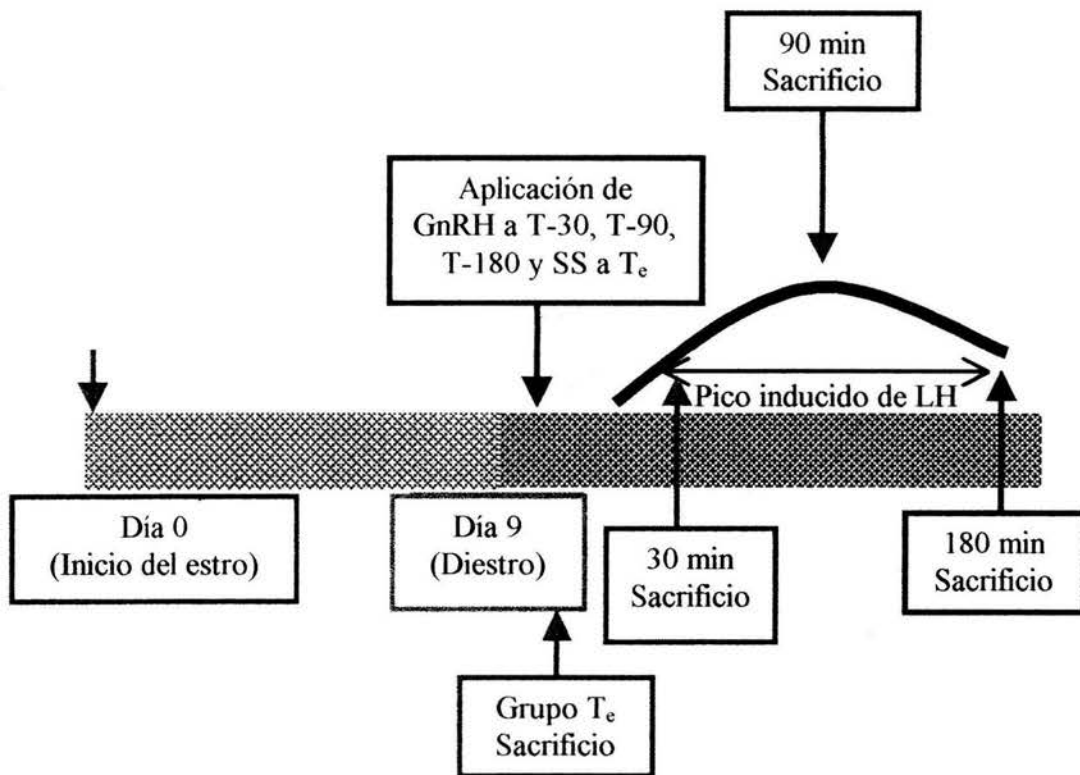 90 min
Sacrificio
Aplicación de
GnRH a T-30, T-90,
T-180 y SS a Te
Pico inducido de LH
Día 0
(Inicio del estro)
Día 9
(Diestro)
30 min
Sacrificio
180 min
Sacrificio
Grupo Te
Sacrificio